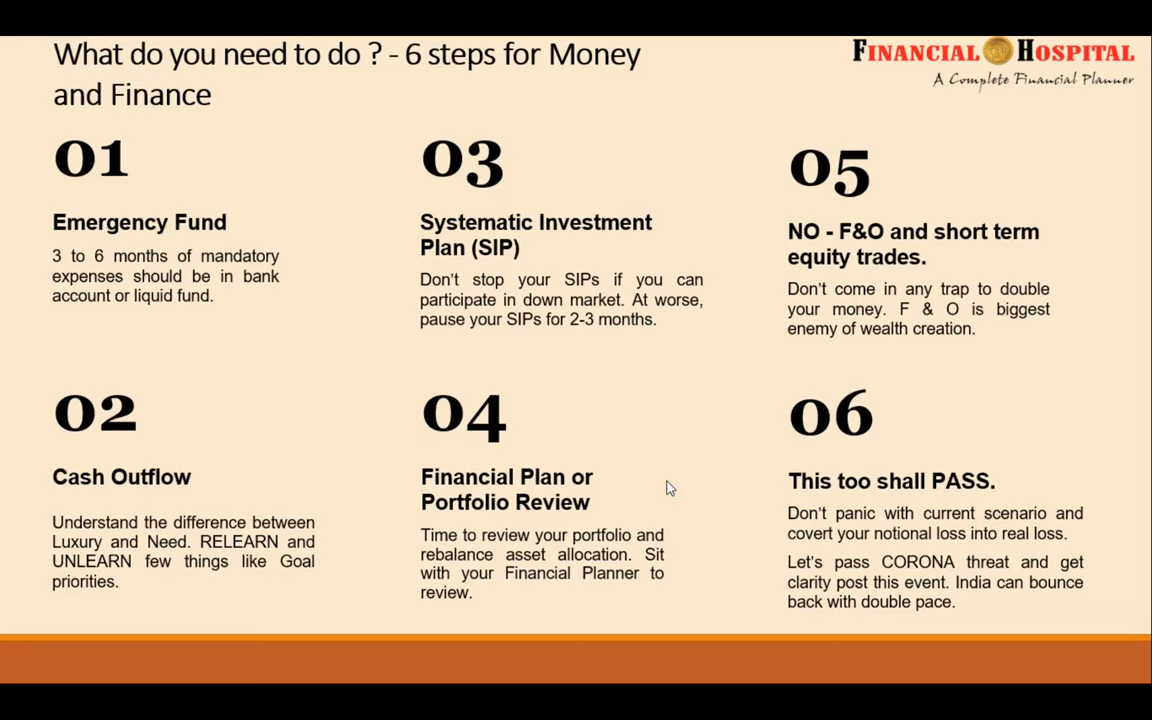 What do you need to do ? - 6 steps for Money
and Finance
FINANCIAL HOSPITAL
A Complete Financial Planner
01
Emergency Fund
3 to 6 months of mandatory
expenses should be in bank
account or liquid fund.
02
Cash Outflow
Understand the difference between
Luxury and Need. RELEARN and
UNLEARN few things like Goal
priorities.
03
Systematic Investment
Plan (SIP)
Don't stop your SIPs if you can
participate in down market. At worse,
pause your SIPs for 2-3 months.
04
Financial Plan or
Portfolio Review
Time to review your portfolio and
rebalance asset allocation. Sit
with your Financial Planner to
review.
05
NO - F&O and short term
equity trades.
Don't come in any trap to double
your money. F & O is biggest
enemy of wealth creation.
06
This too shall PASS.
Don't panic with current scenario and
covert your notional loss into real loss.
Let's pass CORONA threat and get
clarity post this event. India can bounce
back with double pace.